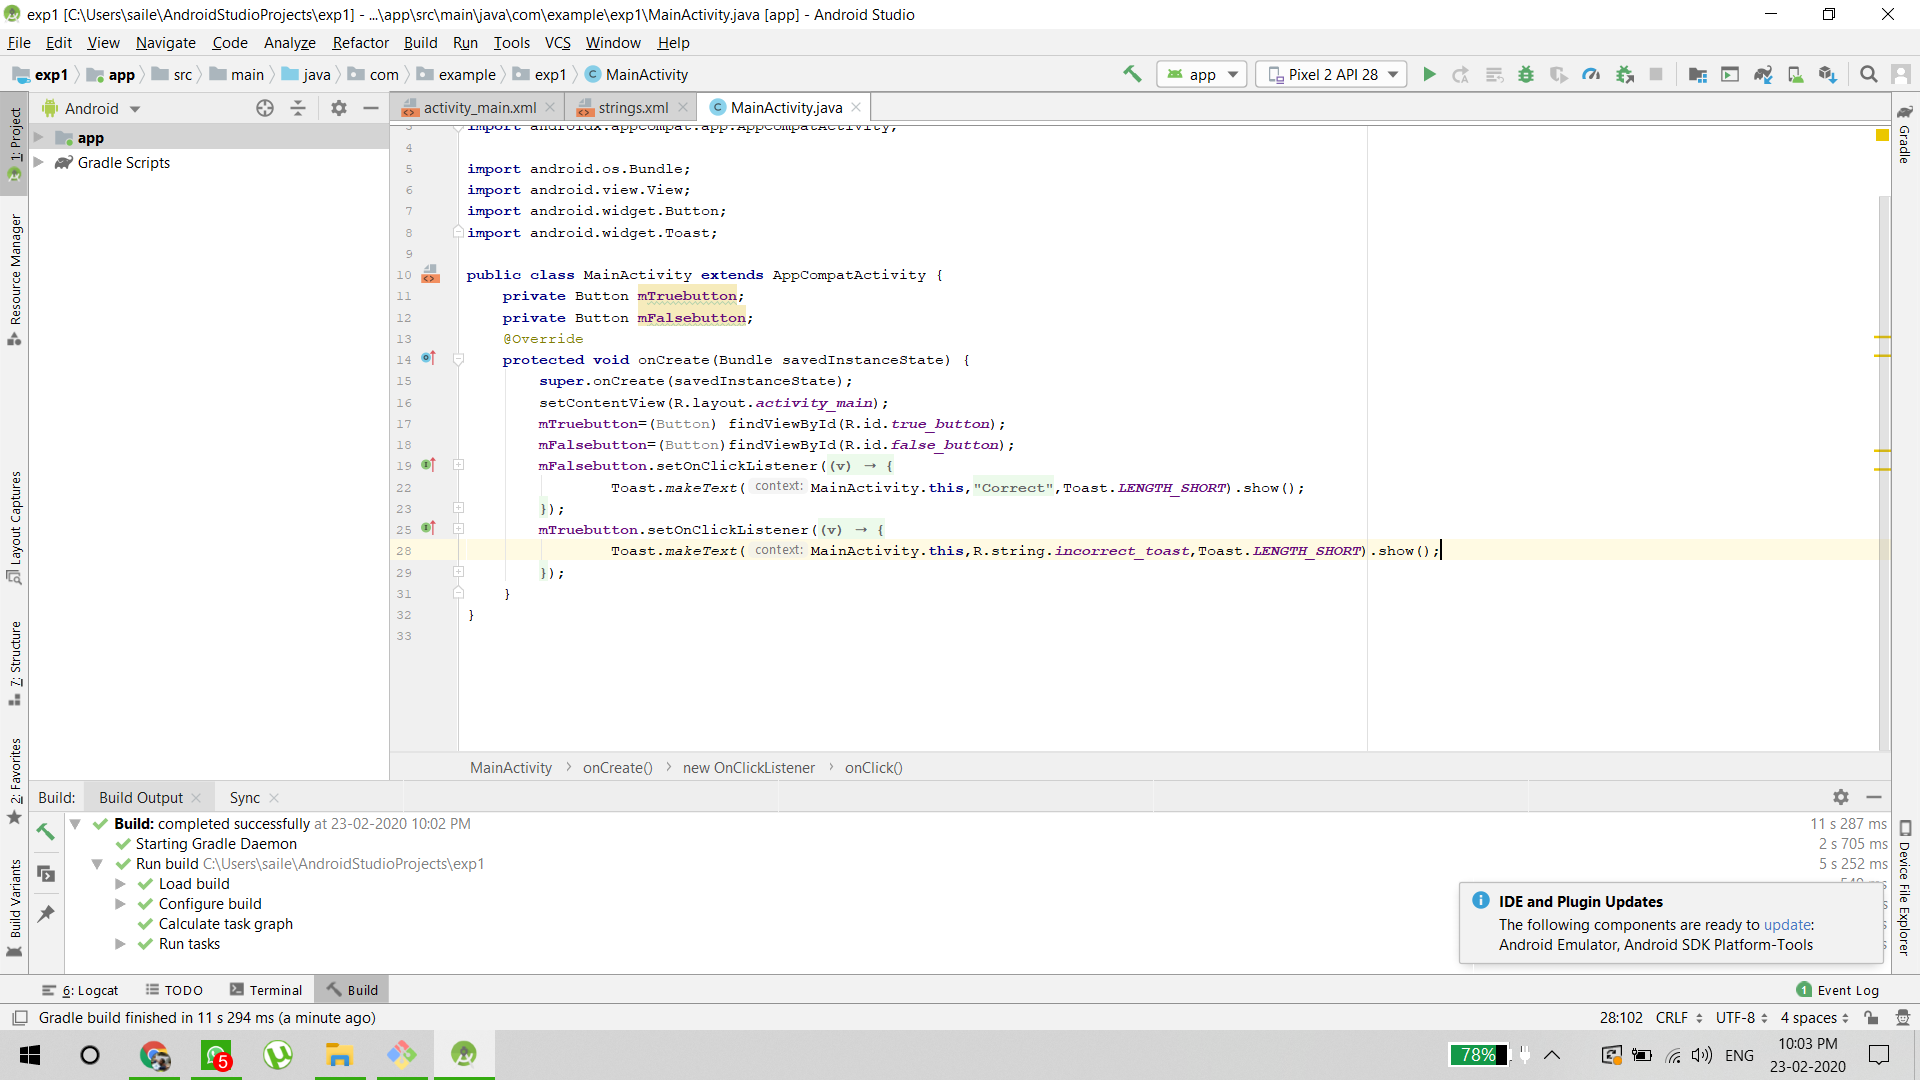 exp1 [C:\Users\saile\AndroidStudioProjects\exp1] - ...\app\src\main\java\com\example\exp1\MainActivity.java [app] - Android Studio
File Edit View Navigate Code Analyze Refactor Build Run Tools VCS Window Help
exp1 app src main java com example exp1 MainActivity
app Pixel 2 API 28
Android
activity_main.xml strings.xml MainActivity.java
app
Gradle Scripts
1: Project
Resource Manager
Layout Captures
7: Structure
2: Favorites
Build Variants
Gradle
Device File Explorer
3 import androidx.appcompat.app.AppCompatActivity;
4
5 import android.os.Bundle;
6 import android.view.View;
7 import android.widget.Button;
8 import android.widget.Toast;
9
10 public class MainActivity extends AppCompatActivity {
11 private Button mTruebutton;
12 private Button mFalsebutton;
13 @Override
14 protected void onCreate(Bundle savedInstanceState) {
15 super.onCreate(savedInstanceState);
16 setContentView(R.layout.activity_main);
17 mTruebutton=(Button) findViewById(R.id.true_button);
18 mFalsebutton=(Button)findViewById(R.id.false_button);
19 mFalsebutton.setOnClickListener((v) → {
22 Toast.makeText( context: MainActivity.this,"Correct",Toast.LENGTH_SHORT).show();
23 });
25 mTruebutton.setOnClickListener((v) → {
28 Toast.makeText( context: MainActivity.this,R.string.incorrect_toast,Toast.LENGTH_SHORT).show();
29 });
31 }
32 }
33
MainActivity > onCreate() > new OnClickListener > onClick()
Build: Build Output Sync
Build: completed successfully at 23-02-2020 10:02 PM 11 s 287 ms
Starting Gradle Daemon 2 s 705 ms
Run build C:\Users\saile\AndroidStudioProjects\exp1 5 s 252 ms
Load build
Configure build
Calculate task graph
Run tasks
IDE and Plugin Updates
The following components are ready to update:
Android Emulator, Android SDK Platform-Tools
6: Logcat TODO Terminal Build 1 Event Log
Gradle build finished in 11 s 294 ms (a minute ago) 28:102 CRLF UTF-8 4 spaces
5 78% ENG 10:03 PM
23-02-2020